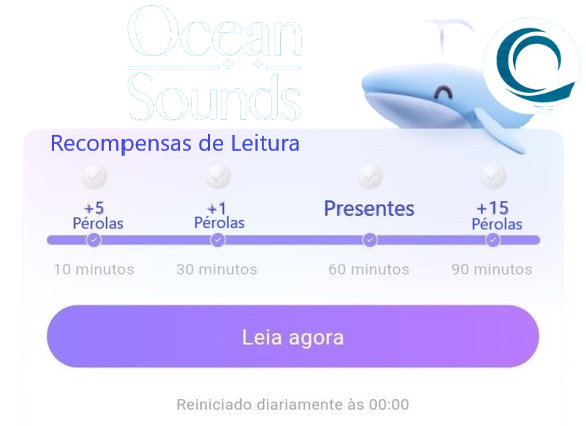 Ocean
Sounds
Recompensas de Leitura
+5
Pérolas
+1
Pérolas
Presentes
+15
Pérolas
10 minutos
30 minutos
60 minutos
90 minutos
Leia agora
Reiniciado diariamente às 00:00